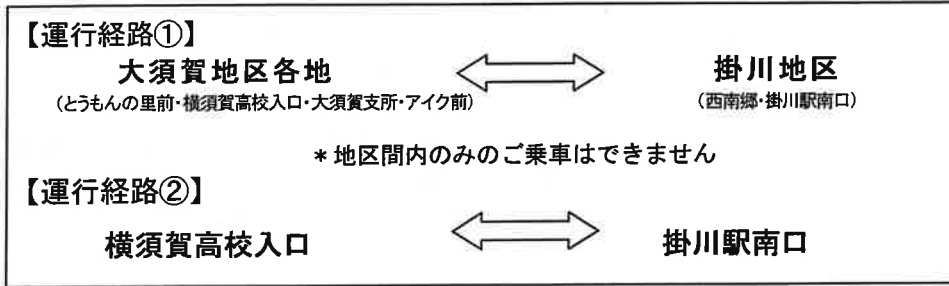 【運行経路①】
大須賀地区各地 掛川地区
(とうもんの里前・横須賀高校入口・大須賀支所・アイク前) (西南郷・掛川駅南口)
*地区間内のみのご乗車はできません
【運行経路②】
横須賀高校入口 掛川駅南口